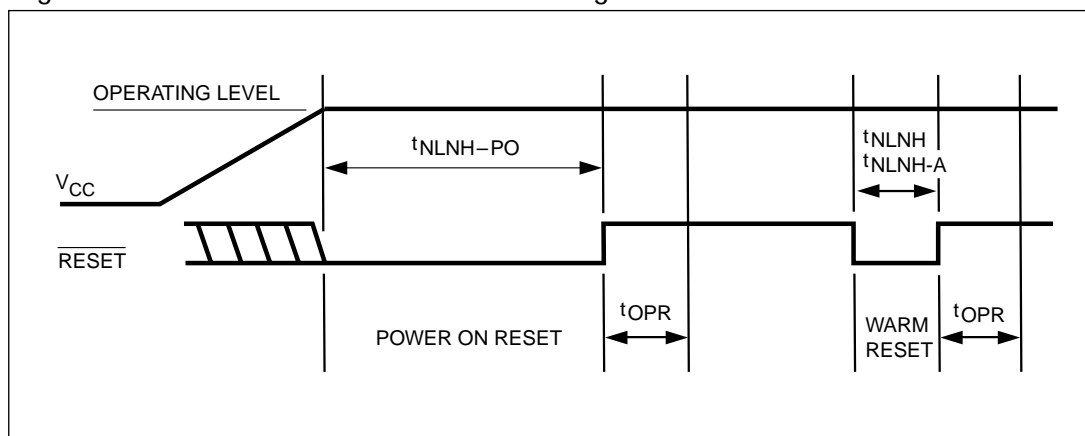 OPERATING LEVEL
tNLNH–PO
tNLNH
tNLNH-A
VCC
RESET
tOPR
tOPR
POWER ON RESET
WARM
RESET